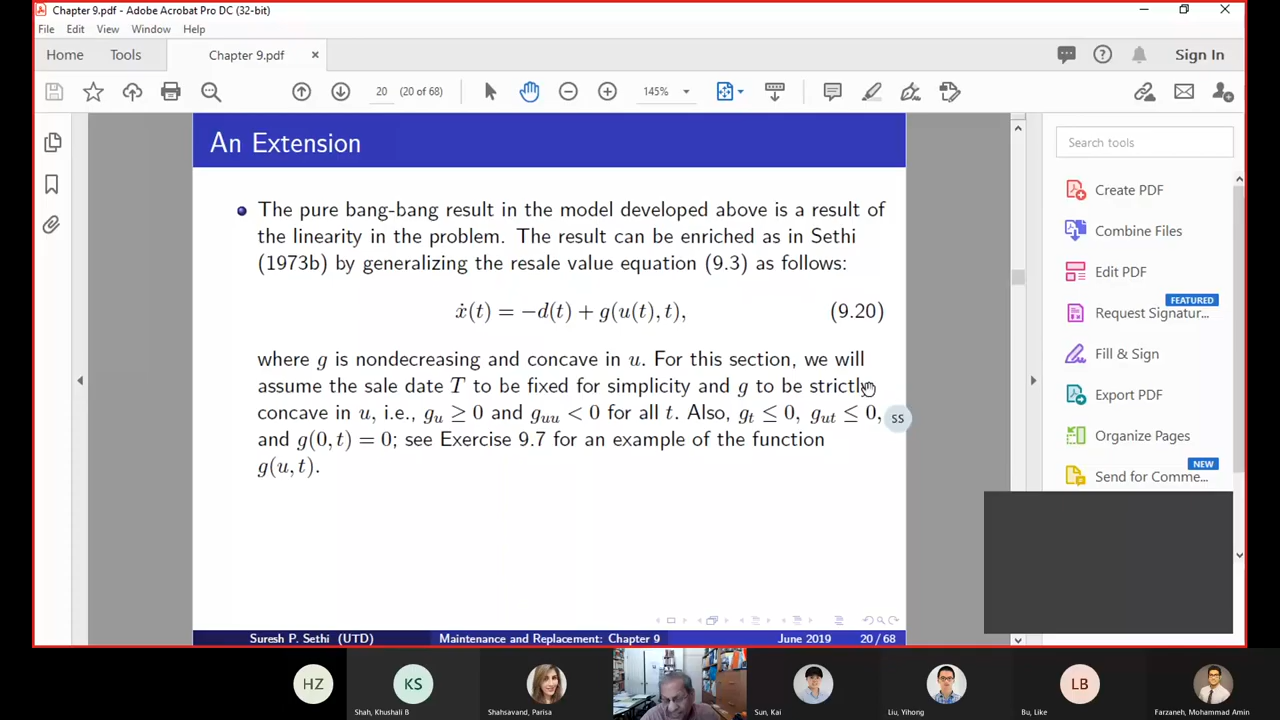 Chapter 9.pdf - Adobe Acrobat Pro DC (32-bit)
File Edit View Window Help
Home Tools Chapter 9.pdf × Sign In
20 (20 of 68) 145%
An Extension
The pure bang-bang result in the model developed above is a result of
the linearity in the problem. The result can be enriched as in Sethi
(1973b) by generalizing the resale value equation (9.3) as follows:
ẋ(t) = −d(t) + g(u(t), t), (9.20)
where g is nondecreasing and concave in u. For this section, we will
assume the sale date T to be fixed for simplicity and g to be strictly
concave in u, i.e., gᵤ ≥ 0 and gᵤᵤ < 0 for all t. Also, gₜ ≤ 0, gᵤₜ ≤ 0,
and g(0, t) = 0; see Exercise 9.7 for an example of the function
g(u, t).
Suresh P. Sethi (UTD) Maintenance and Replacement: Chapter 9 June 2019 20 / 68
Search tools
Create PDF
Combine Files
Edit PDF
FEATURED
Request Signatur...
Fill & Sign
Export PDF
Organize Pages
NEW
Send for Comme...
SS
HZ
KS
LB
Shah, Khushali B
Shahsavand, Parisa
Sun, Kai
Liu, Yihong
Bu, Like
Farzaneh, Mohammad Amin